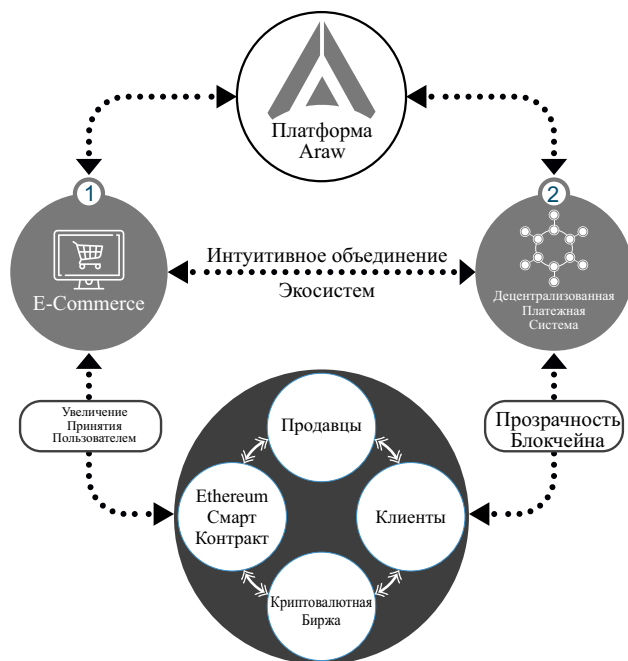 Платформа
Araw
1
2
E-Commerce
Интуитивное объединение
Экосистем
Децентрализованная
Платежная
Система
Увеличение
Принятия
Пользователем
Прозрачность
Блокчейна
Продавцы
Ethereum
Смарт
Контракт
Клиенты
Криптовалютная
Биржа